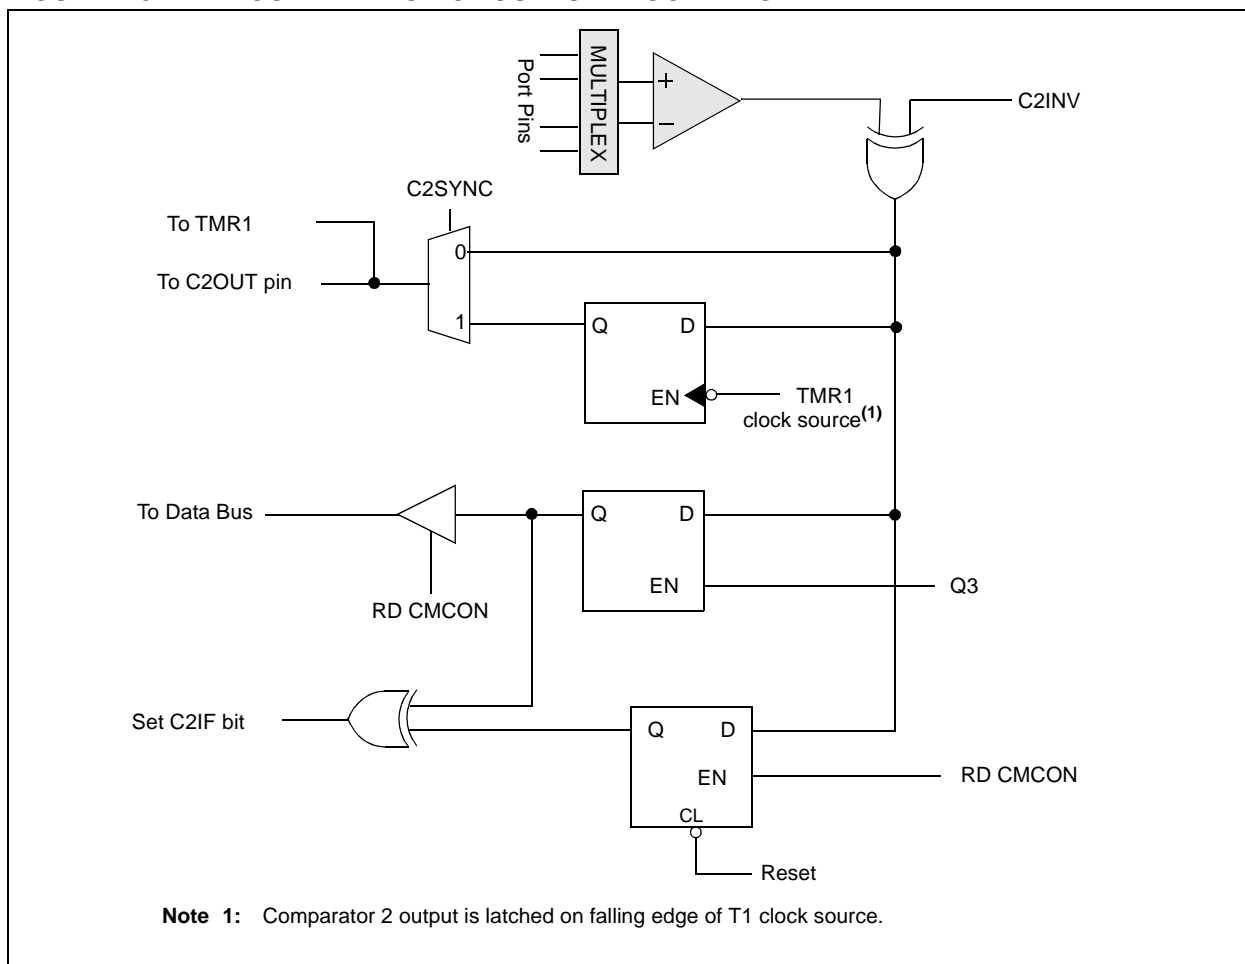 MULTIPLEX
Port Pins
+
−
C2INV
C2SYNC
To TMR1
0
To C2OUT pin
1
Q D
EN
TMR1
clock source(1)
To Data Bus
Q D
EN
Q3
RD CMCON
Set C2IF bit
Q D
EN
RD CMCON
CL
Reset
Note 1: Comparator 2 output is latched on falling edge of T1 clock source.